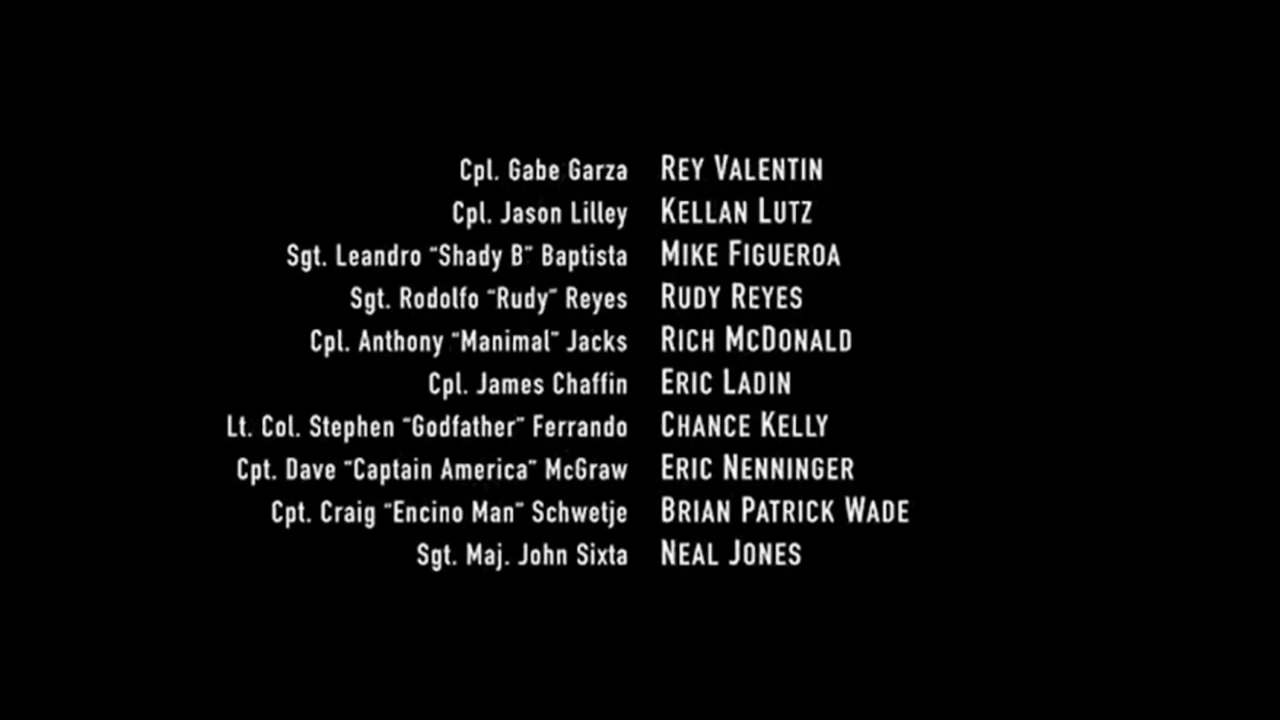 Cpl. Gabe Garza REY VALENTIN
Cpl. Jason Lilley KELLAN LUTZ
Sgt. Leandro "Shady B" Baptista MIKE FIGUEROA
Sgt. Rodolfo "Rudy" Reyes RUDY REYES
Cpl. Anthony "Manimal" Jacks RICH MCDONALD
Cpl. James Chaffin ERIC LADIN
Lt. Col. Stephen "Godfather" Ferrando CHANCE KELLY
Cpt. Dave "Captain America" McGraw ERIC NENNINGER
Cpt. Craig "Encino Man" Schwetje BRIAN PATRICK WADE
Sgt. Maj. John Sixta NEAL JONES